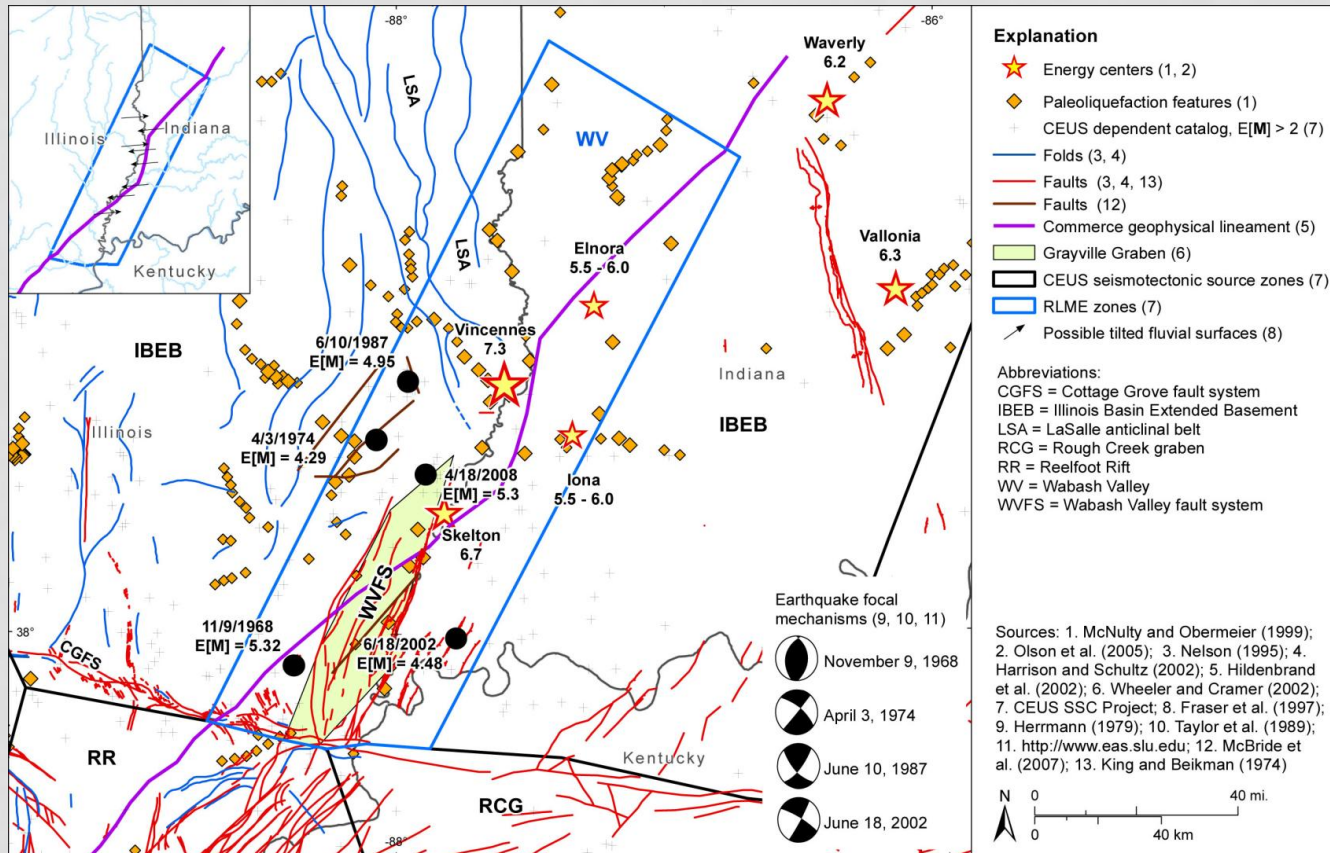 -88°
-86°
Illinois
Indiana
Kentucky
LSA
WV
Waverly
6.2
Elnora
5.5 - 6.0
Vallonia
6.3
LSA
Vincennes
7.3
6/10/1987
E[M] = 4.95
IBEB
Indiana
Illinois
4/3/1974
E[M] = 4.29
IBEB
4/18/2008
E[M] = 5.3
Iona
5.5 - 6.0
Skelton
6.7
WVFS
11/9/1968
E[M] = 5.32
6/18/2002
E[M] = 4.48
38°
CGFS
RR
RCG
Kentucky
-88°
Earthquake focal
mechanisms (9, 10, 11)
November 9, 1968
April 3, 1974
June 10, 1987
June 18, 2002
Explanation
Energy centers (1, 2)
Paleoliquefaction features (1)
CEUS dependent catalog, E[M] > 2 (7)
Folds (3, 4)
Faults (3, 4, 13)
Faults (12)
Commerce geophysical lineament (5)
Grayville Graben (6)
CEUS seismotectonic source zones (7)
RLME zones (7)
Possible tilted fluvial surfaces (8)
Abbreviations:
CGFS = Cottage Grove fault system
IBEB = Illinois Basin Extended Basement
LSA = LaSalle anticlinal belt
RCG = Rough Creek graben
RR = Reelfoot Rift
WV = Wabash Valley
WVFS = Wabash Valley fault system
Sources: 1. McNulty and Obermeier (1999);
2. Olson et al. (2005); 3. Nelson (1995); 4.
Harrison and Schultz (2002); 5. Hildenbrand
et al. (2002); 6. Wheeler and Cramer (2002);
7. CEUS SSC Project; 8. Fraser et al. (1997);
9. Herrmann (1979); 10. Taylor et al. (1989);
11. http://www.eas.slu.edu; 12. McBride et
al. (2007); 13. King and Beikman (1974)
N
0 40 mi.
0 40 km